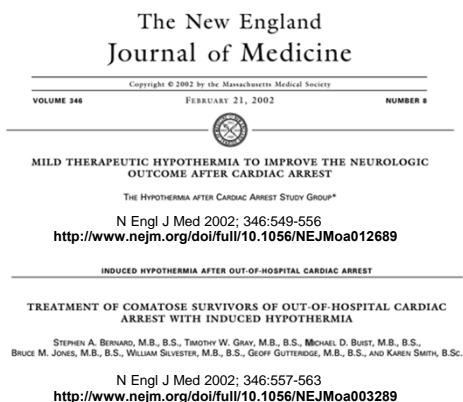 The New England
Journal of Medicine
Copyright © 2002 by the Massachusetts Medical Society
VOLUME 346 FEBRUARY 21, 2002 NUMBER 8
MILD THERAPEUTIC HYPOTHERMIA TO IMPROVE THE NEUROLOGIC
OUTCOME AFTER CARDIAC ARREST
THE HYPOTHERMIA AFTER CARDIAC ARREST STUDY GROUP*
N Engl J Med 2002; 346:549-556
http://www.nejm.org/doi/full/10.1056/NEJMoa012689
INDUCED HYPOTHERMIA AFTER OUT-OF-HOSPITAL CARDIAC ARREST
TREATMENT OF COMATOSE SURVIVORS OF OUT-OF-HOSPITAL CARDIAC
ARREST WITH INDUCED HYPOTHERMIA
STEPHEN A. BERNARD, M.B., B.S., TIMOTHY W. GRAY, M.B., B.S., MICHAEL D. BUIST, M.B., B.S.,
BRUCE M. JONES, M.B., B.S., WILLIAM SILVESTER, M.B., B.S., GEOFF GUTTERIDGE, M.B., B.S., AND KAREN SMITH, B.SC.
N Engl J Med 2002; 346:557-563
http://www.nejm.org/doi/full/10.1056/NEJMoa003289